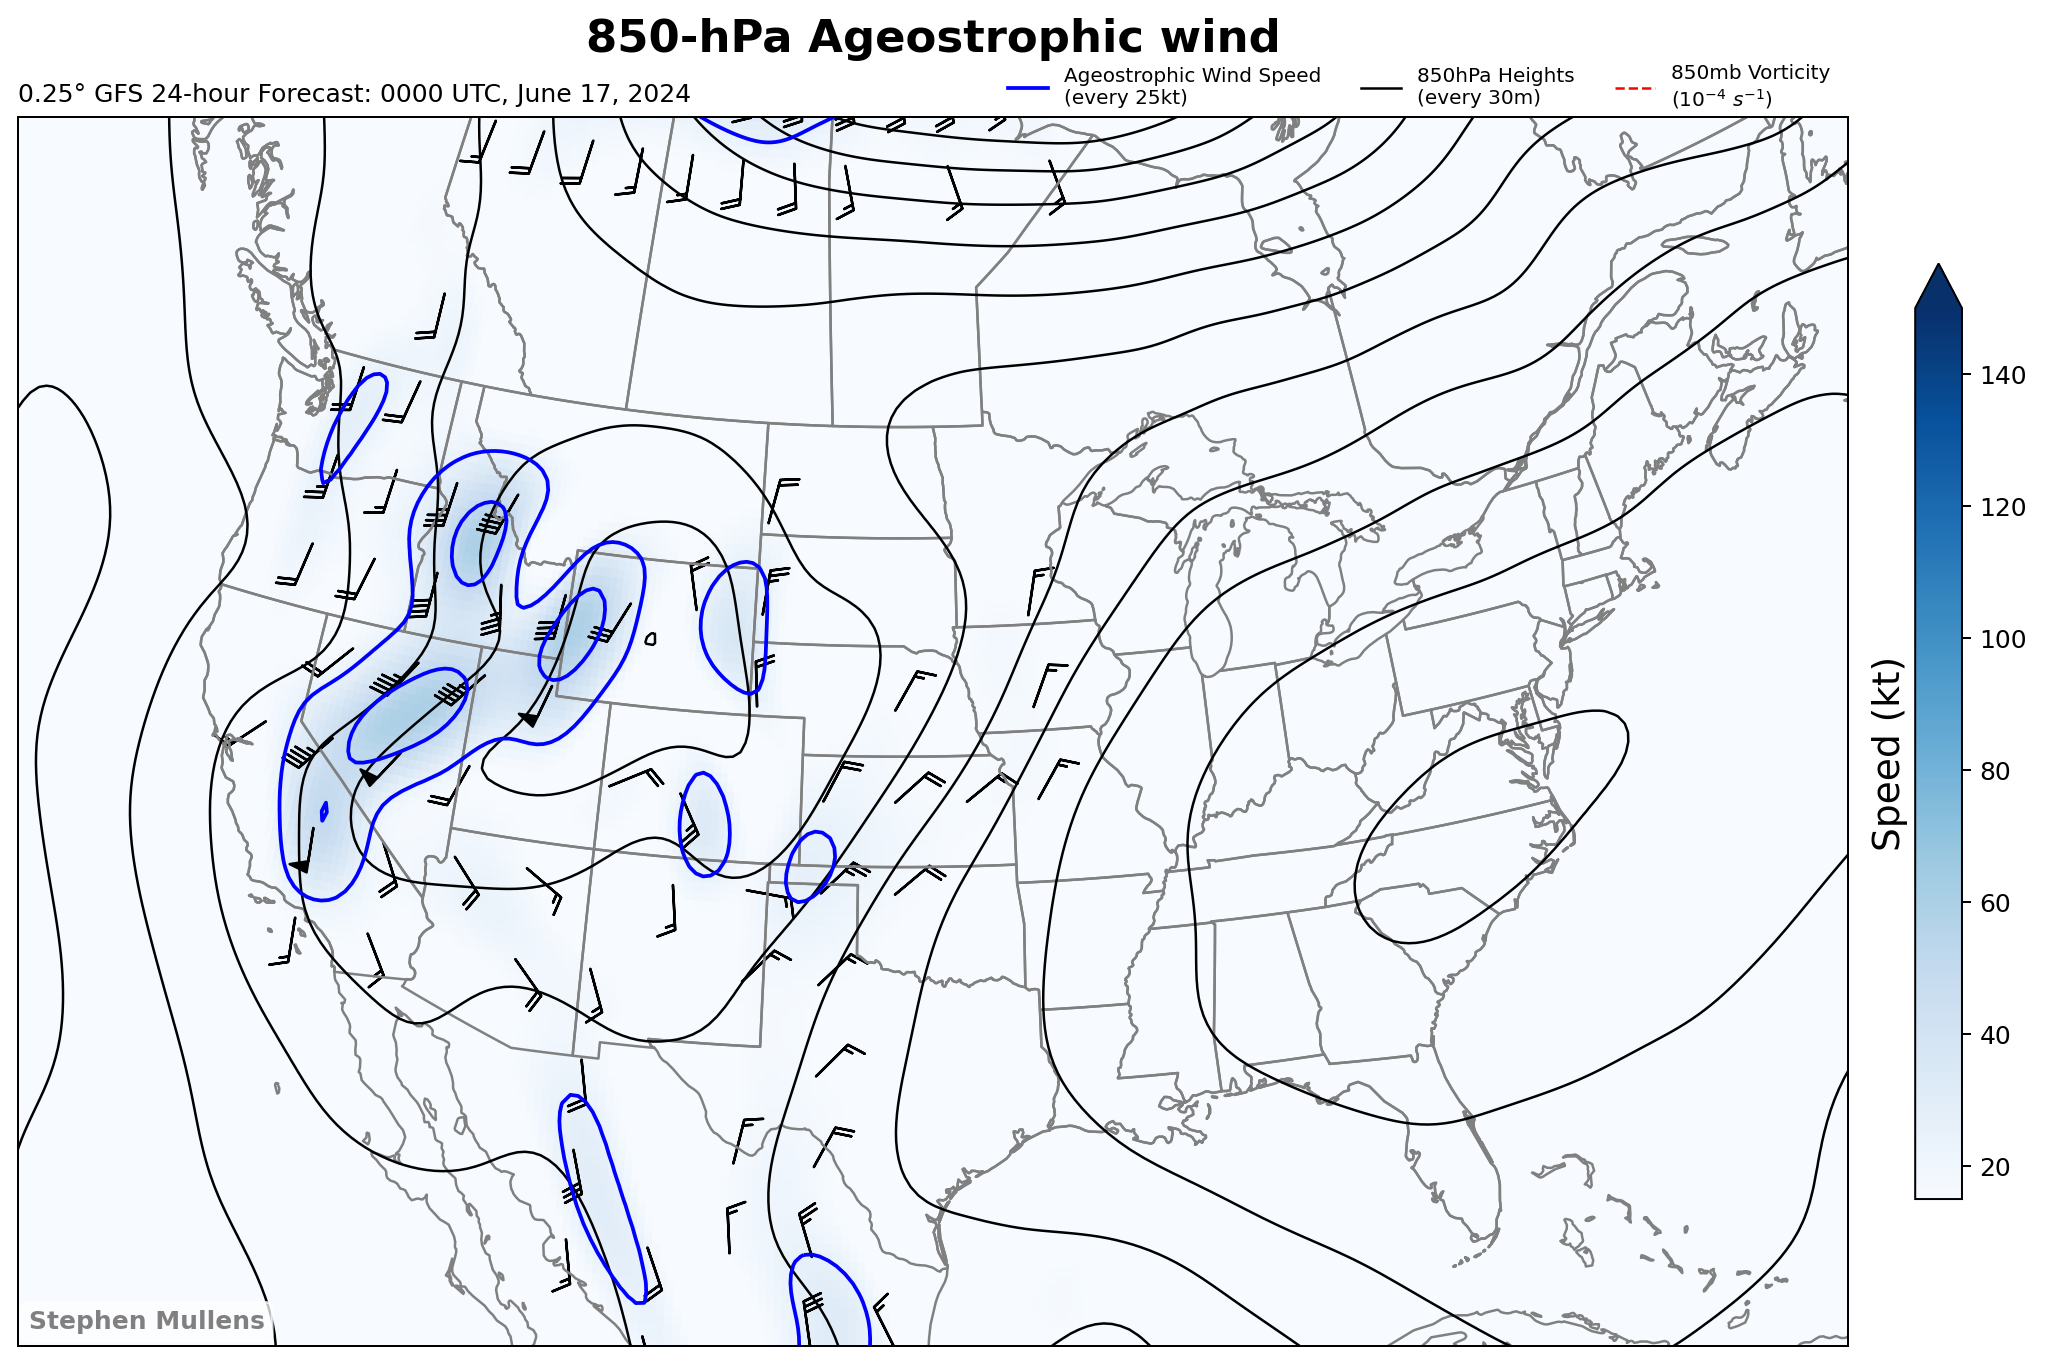 850-hPa Ageostrophic wind
0.25° GFS 24-hour Forecast: 0000 UTC, June 17, 2024
Ageostrophic Wind Speed
(every 25kt)
850hPa Heights
(every 30m)
850mb Vorticity
(10⁻⁴ s⁻¹)
140
120
100
80
60
40
20
Speed (kt)
Stephen Mullens